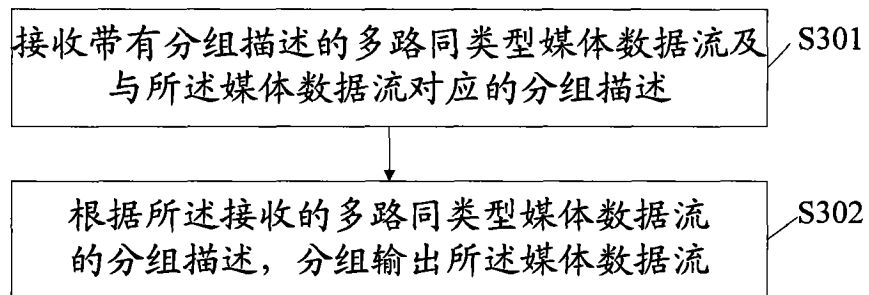 接收带有分组描述的多路同类型媒体数据流及
与所述媒体数据流对应的分组描述
S301
根据所述接收的多路同类型媒体数据流
的分组描述，分组输出所述媒体数据流
S302